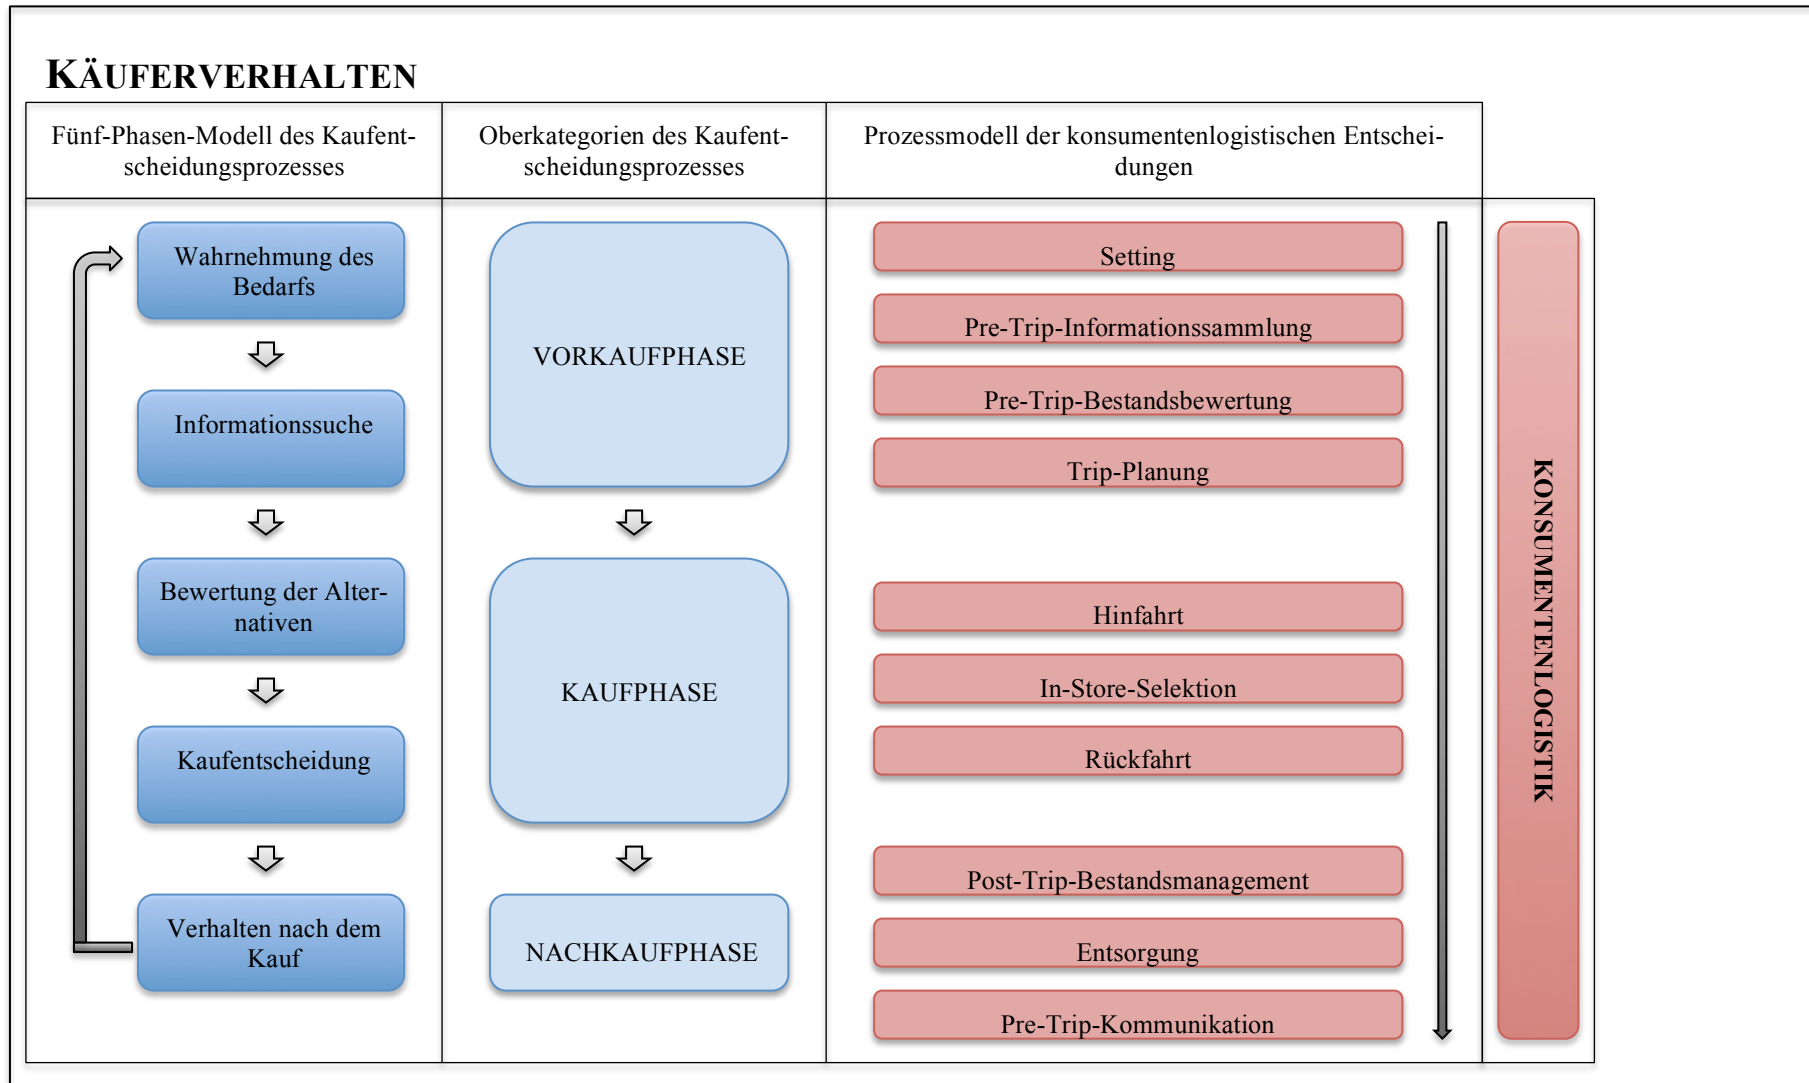 KÄUFERVERHALTEN
Fünf-Phasen-Modell des Kaufent-
scheidungsprozesses
Oberkategorien des Kaufent-
scheidungsprozesses
Prozessmodell der konsumentenlogistischen Entschei-
dungen
Wahrnehmung des
Bedarfs
Informationssuche
Bewertung der Alter-
nativen
Kaufentscheidung
Verhalten nach dem
Kauf
VORKAUFPHASE
KAUFPHASE
NACHKAUFPHASE
Setting
Pre-Trip-Informationssammlung
Pre-Trip-Bestandsbewertung
Trip-Planung
Hinfahrt
In-Store-Selektion
Rückfahrt
Post-Trip-Bestandsmanagement
Entsorgung
Pre-Trip-Kommunikation
KONSUMENTENLOGISTIK